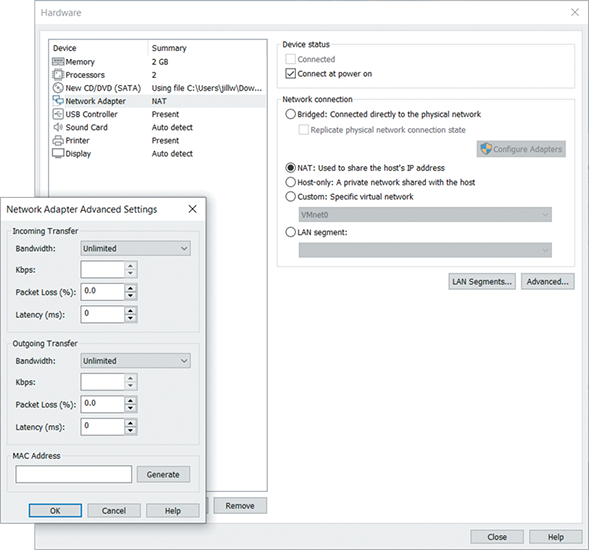 Hardware
Device Summary
Memory 2 GB
Processors 2
New CD/DVD (SATA) Using file C:\Users\jillw\Dow...
Network Adapter NAT
USB Controller Present
Sound Card Auto detect
Printer Present
Display Auto detect
Remove
Device status
Connected
Connect at power on
Network connection
Bridged: Connected directly to the physical network
Replicate physical network connection state
Configure Adapters
NAT: Used to share the host's IP address
Host-only: A private network shared with the host
Custom: Specific virtual network
VMnet0
LAN segment:
LAN Segments... Advanced...
Close Help
Network Adapter Advanced Settings
Incoming Transfer
Bandwidth: Unlimited
Kbps:
Packet Loss (%): 0.0
Latency (ms): 0
Outgoing Transfer
Bandwidth: Unlimited
Kbps:
Packet Loss (%): 0.0
Latency (ms): 0
MAC Address
Generate
OK Cancel Help